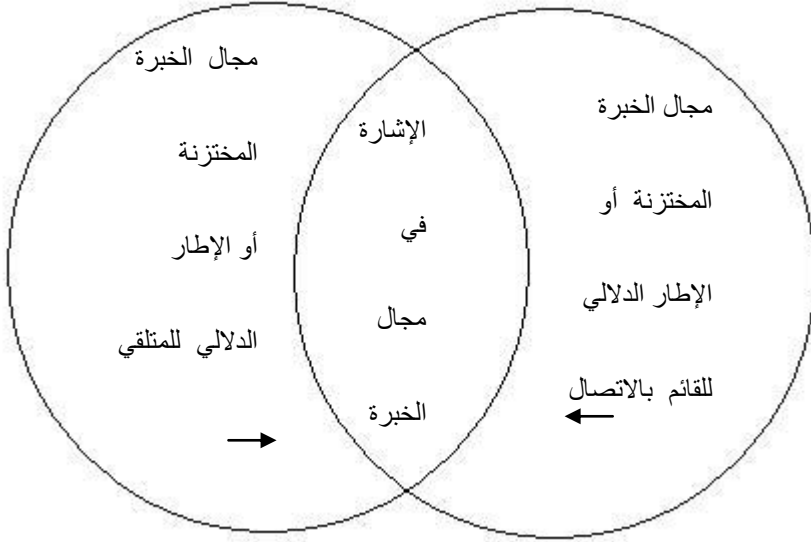 مجال الخبرة
المختزنة أو
الإطار الدلالي
للقائم بالاتصال
الإشارة
في
مجال
الخبرة
مجال الخبرة
المختزنة
أو الإطار
الدلالي للمتلقي